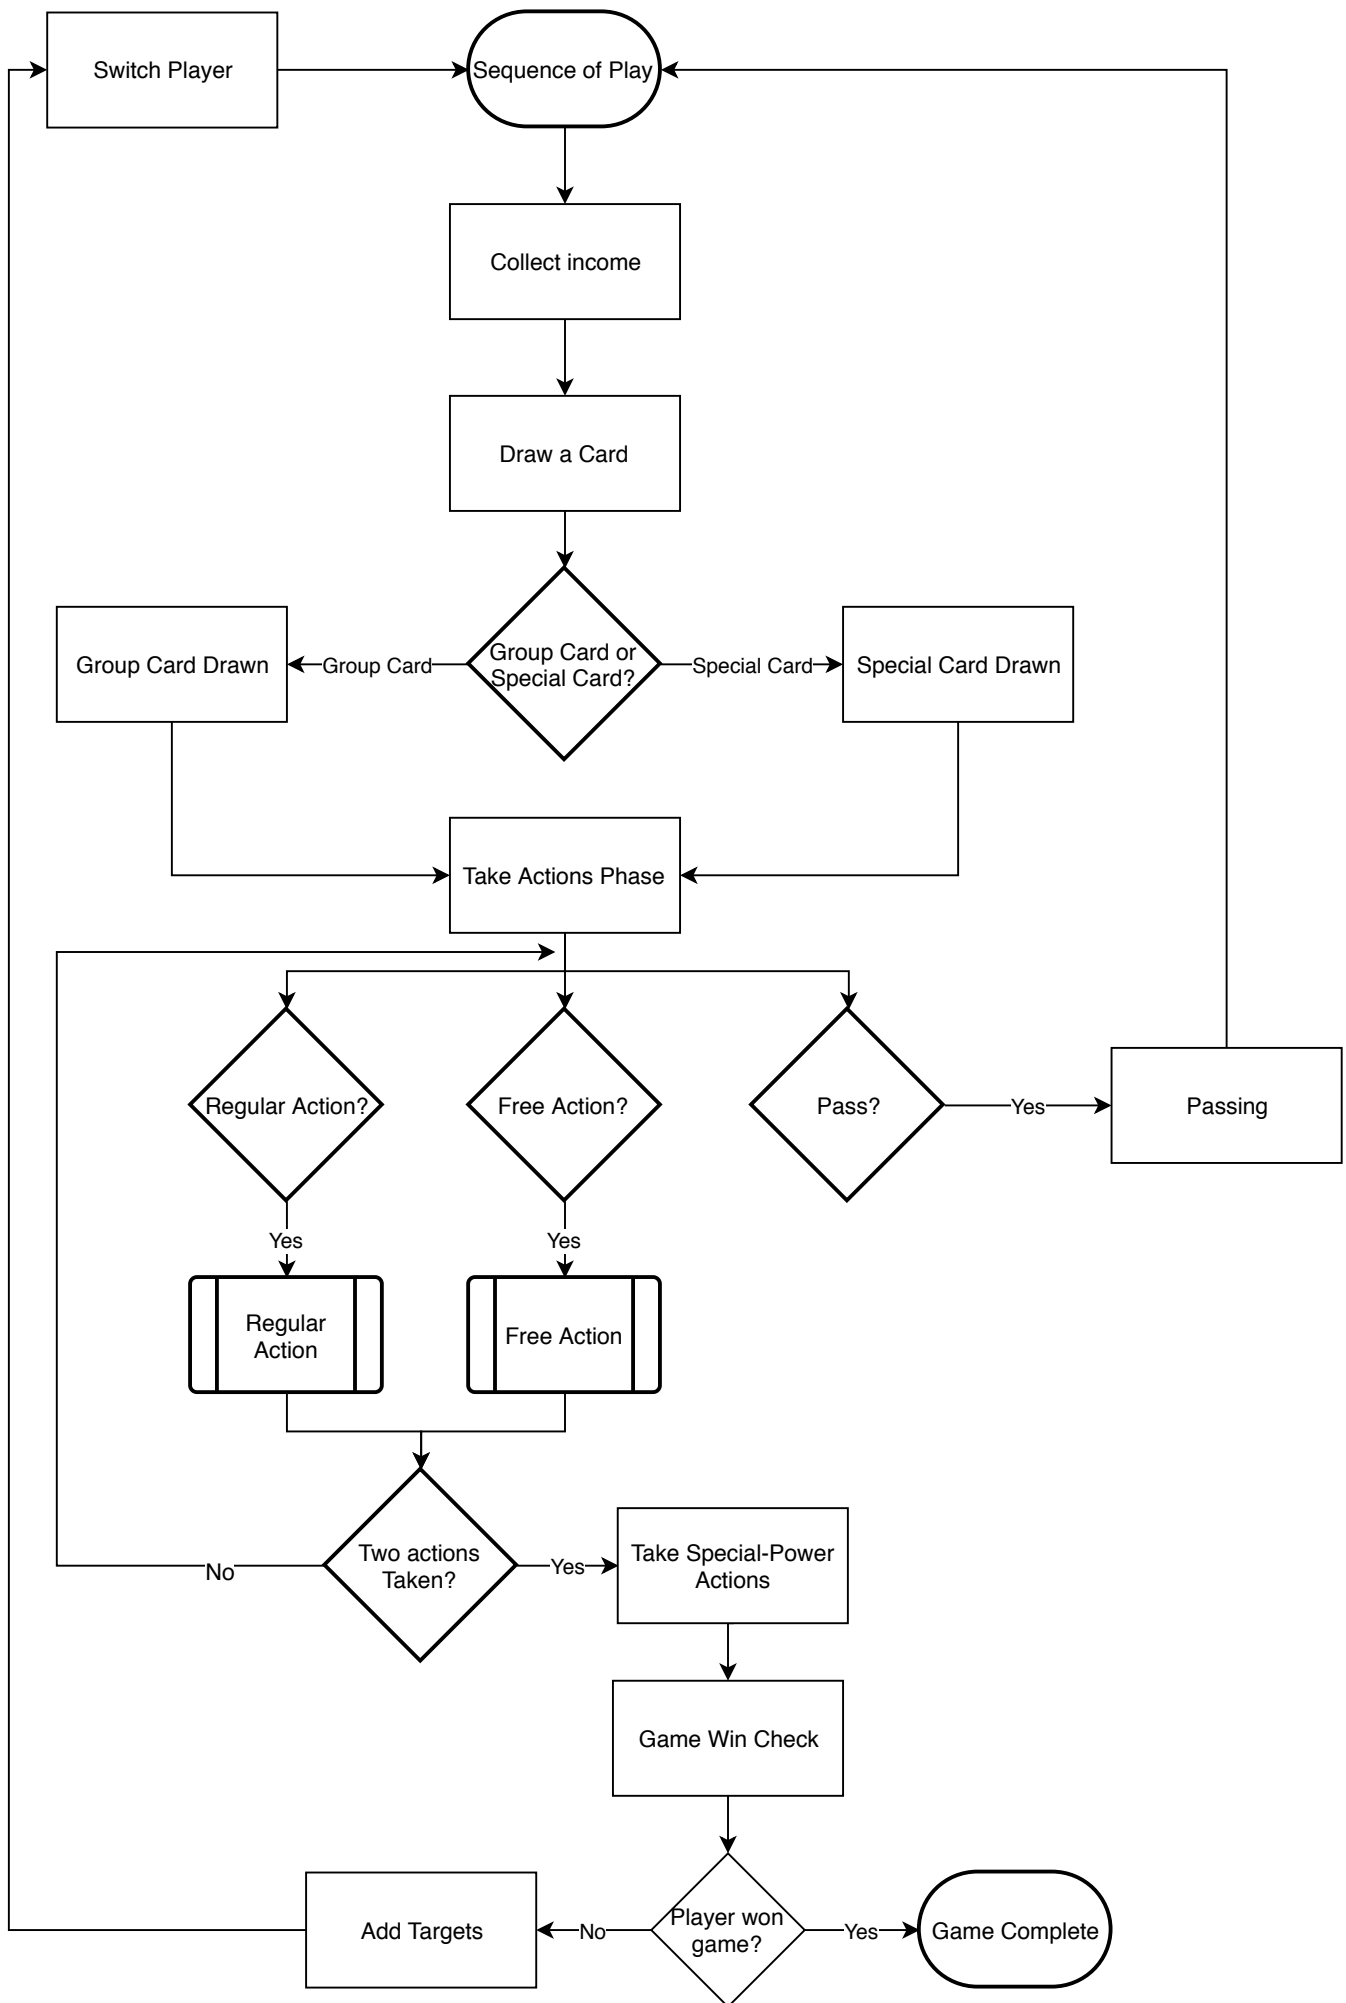 Switch Player
Sequence of Play
Collect income
Draw a Card
Group Card Drawn
Group Card
Group Card or
Special Card?
Special Card
Special Card Drawn
Take Actions Phase
Regular Action?
Free Action?
Pass?
Yes
Passing
Yes
Yes
Regular
Action
Free Action
Two actions
Taken?
No
Yes
Take Special-Power
Actions
Game Win Check
Add Targets
No
Player won
game?
Yes
Game Complete